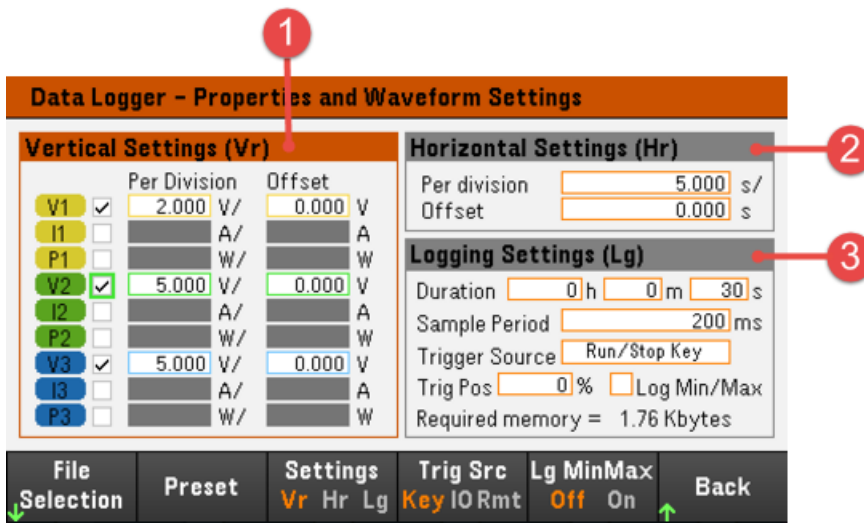 1
Data Logger - Properties and Waveform Settings
Vertical Settings (Vr)
Per Division Offset
V1 2.000 V/ 0.000 V
I1 A/ A
P1 W/ W
V2 5.000 V/ 0.000 V
I2 A/ A
P2 W/ W
V3 5.000 V/ 0.000 V
I3 A/ A
P3 W/ W
Horizontal Settings (Hr)
2
Per division 5.000 s/
Offset 0.000 s
Logging Settings (Lg)
3
Duration 0 h 0 m 30 s
Sample Period 200 ms
Trigger Source Run/Stop Key
Trig Pos 0 % Log Min/Max
Required memory = 1.76 Kbytes
File
Selection
Preset
Settings
Vr Hr Lg
Trig Src
Key IO Rmt
Lg MinMax
Off On
Back